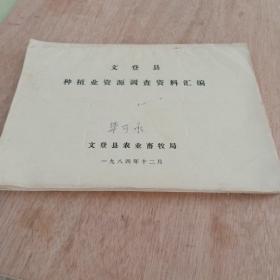 文登县
种植业资源调查资料汇编
文登县农业畜牧局
一九八四年十二月